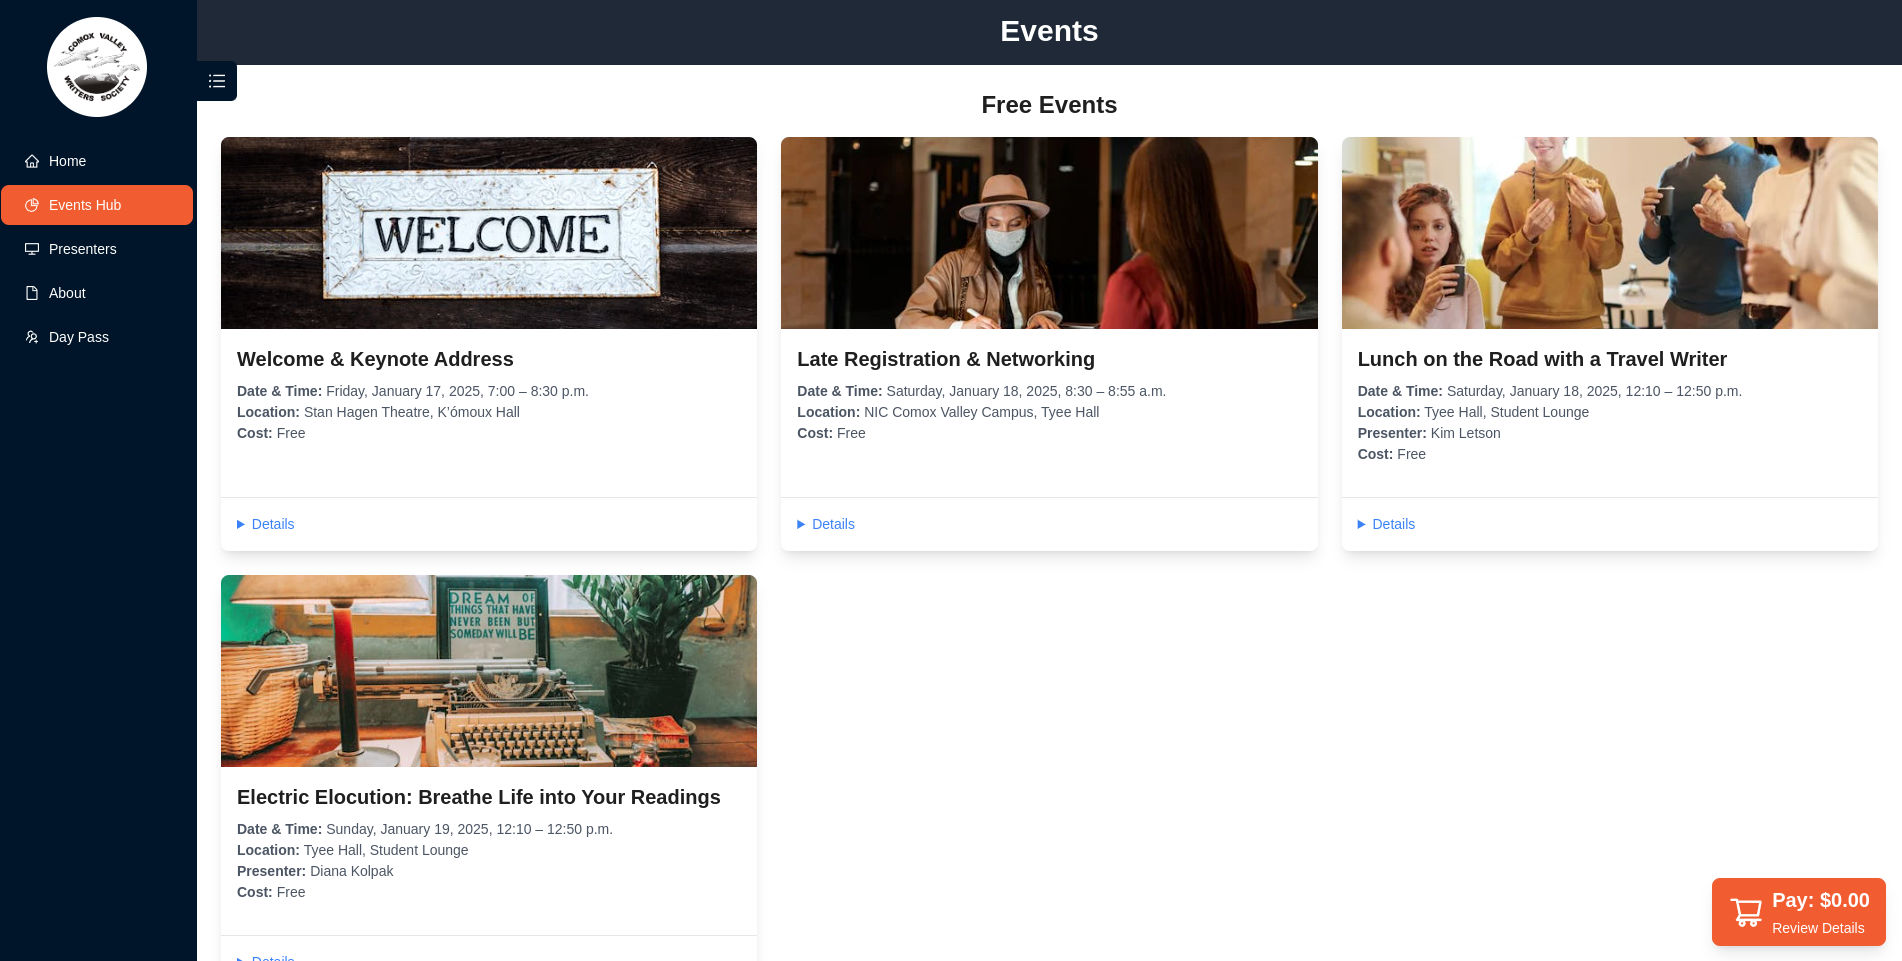 COMOX VALLEY
WRITERS SOCIETY
Home
Events Hub
Presenters
About
Day Pass
Events
Free Events
WELCOME
Welcome & Keynote Address
Date & Time: Friday, January 17, 2025, 7:00 – 8:30 p.m.
Location: Stan Hagen Theatre, K’ómoux Hall
Cost: Free
Details
Late Registration & Networking
Date & Time: Saturday, January 18, 2025, 8:30 – 8:55 a.m.
Location: NIC Comox Valley Campus, Tyee Hall
Cost: Free
Details
Lunch on the Road with a Travel Writer
Date & Time: Saturday, January 18, 2025, 12:10 – 12:50 p.m.
Location: Tyee Hall, Student Lounge
Presenter: Kim Letson
Cost: Free
Details
DREAM OF
THINGS THAT HAVE
NEVER BEEN BUT
SOMEDAY WILL BE
Electric Elocution: Breathe Life into Your Readings
Date & Time: Sunday, January 19, 2025, 12:10 – 12:50 p.m.
Location: Tyee Hall, Student Lounge
Presenter: Diana Kolpak
Cost: Free
Details
Pay: $0.00
Review Details